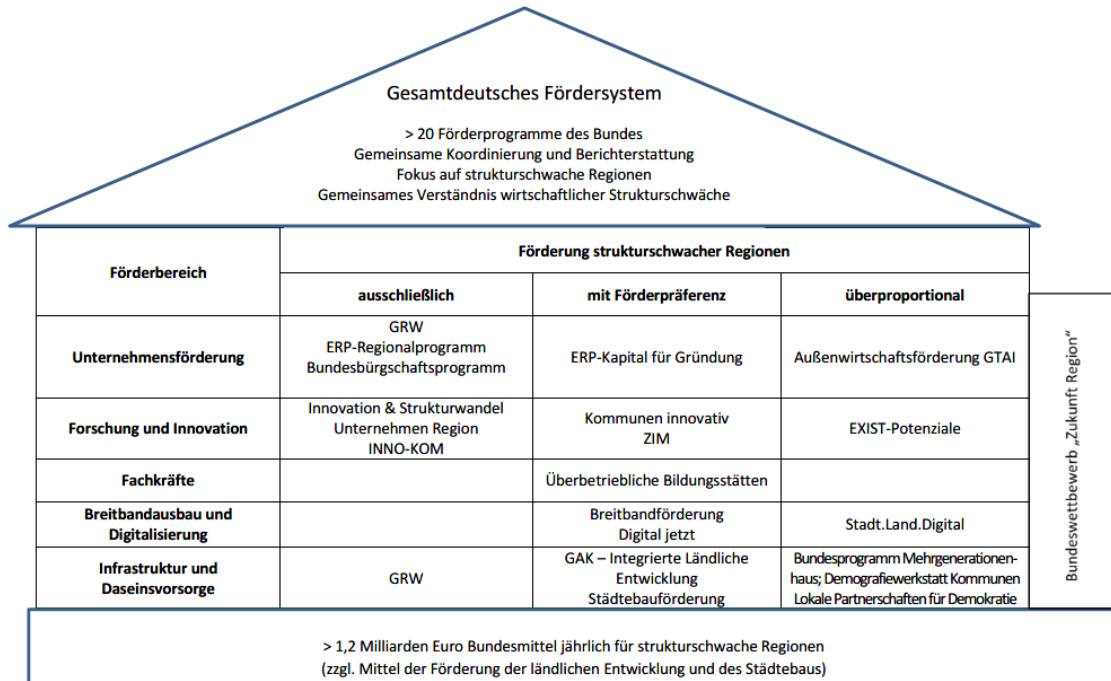 Gesamtdeutsches Fördersystem
> 20 Förderprogramme des Bundes
Gemeinsame Koordinierung und Berichterstattung
Fokus auf strukturschwache Regionen
Gemeinsames Verständnis wirtschaftlicher Strukturschwäche
Förderbereich
Förderung strukturschwacher Regionen
ausschließlich
mit Förderpräferenz
überproportional
Unternehmensförderung
GRW
ERP-Regionalprogramm
Bundesbürgschaftsprogramm
ERP-Kapital für Gründung
Außenwirtschaftsförderung GTAI
Forschung und Innovation
Innovation & Strukturwandel
Unternehmen Region
INNO-KOM
Kommunen innovativ
ZIM
EXIST-Potenziale
Fachkräfte
Überbetriebliche Bildungsstätten
Breitbandausbau und
Digitalisierung
Breitbandförderung
Digital jetzt
Stadt.Land.Digital
Infrastruktur und
Daseinsvorsorge
GRW
GAK – Integrierte Ländliche
Entwicklung
Städtebauförderung
Bundesprogramm Mehrgenerationen-
haus; Demografiewerkstatt Kommunen
Lokale Partnerschaften für Demokratie
Bundeswettbewerb „Zukunft Region“
> 1,2 Milliarden Euro Bundesmittel jährlich für strukturschwache Regionen
(zzgl. Mittel der Förderung der ländlichen Entwicklung und des Städtebaus)